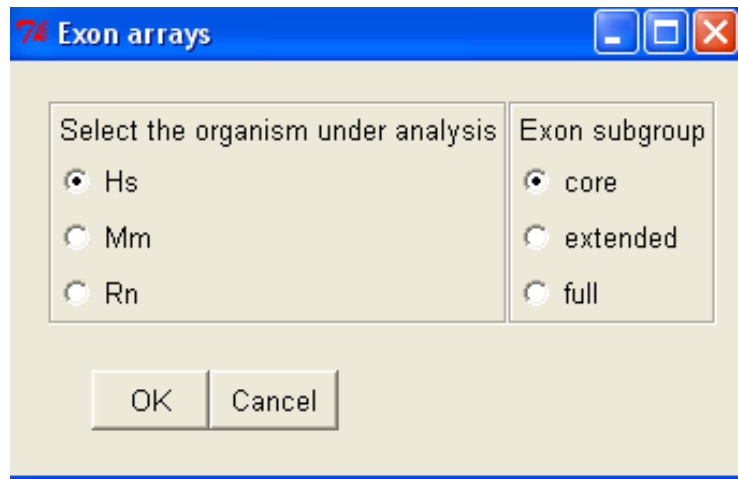 Exon arrays
Select the organism under analysis
Hs
Mm
Rn
Exon subgroup
core
extended
full
OK
Cancel